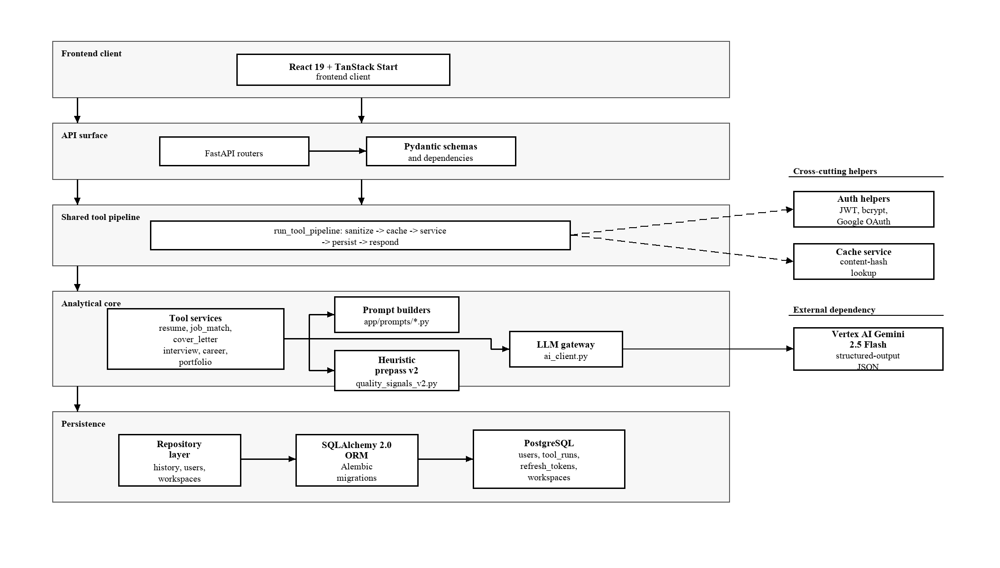 Frontend client
React 19 + TanStack Start
frontend client
API surface
FastAPI routers
Pydantic schemas
and dependencies
Cross-cutting helpers
Auth helpers
JWT, bcrypt,
Google OAuth
Shared tool pipeline
run_tool_pipeline: sanitize -> cache -> service
-> persist -> respond
Cache service
content-hash
lookup
Analytical core
Tool services
resume, job_match,
cover_letter
interview, career,
portfolio
Prompt builders
app/prompts/*.py
Heuristic
prepass v2
quality_signals_v2.py
LLM gateway
ai_client.py
External dependency
Vertex AI Gemini
2.5 Flash
structured-output
JSON
Persistence
Repository
layer
history, users,
workspaces
SQLAlchemy 2.0
ORM
Alembic
migrations
PostgreSQL
users, tool_runs,
refresh_tokens,
workspaces